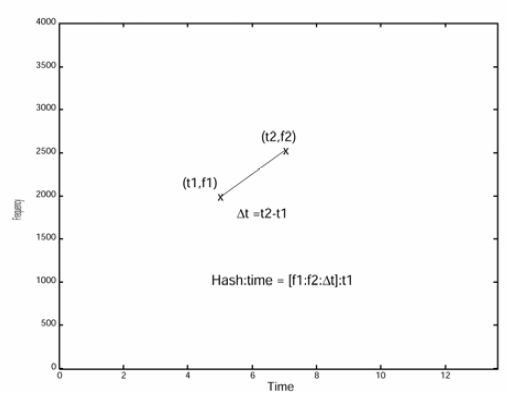 4000
3500
3000
2500
2000
1500
1000
500
0
Frequency
(t2,f2)
x
(t1,f1)
x
Δt =t2-t1
Hash:time = [f1:f2:Δt]:t1
0 2 4 6 8 10 12
Time